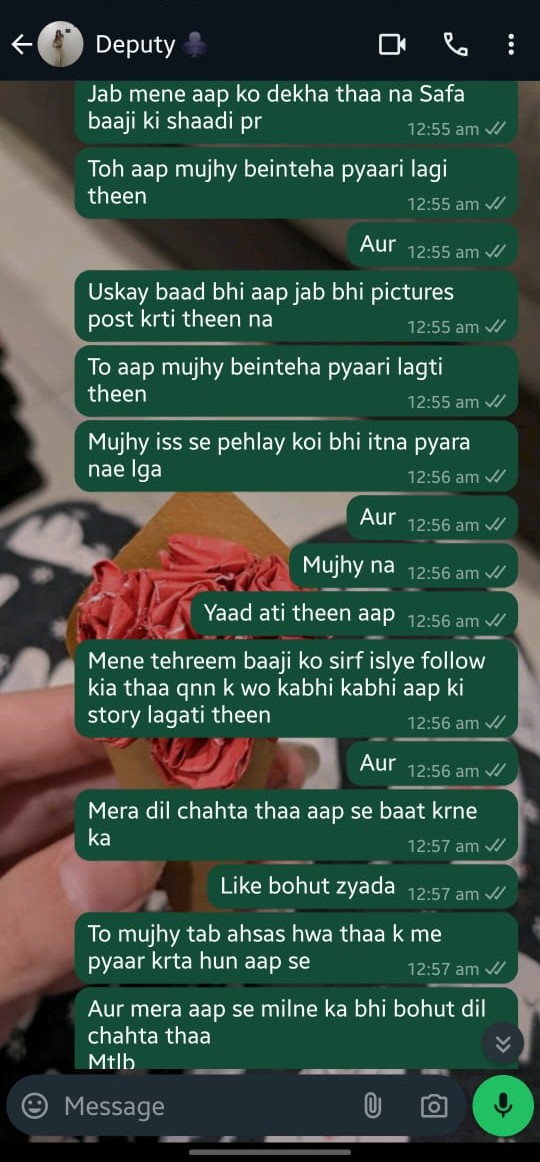 Deputy
Jab mene aap ko dekha thaa na Safa
baaji ki shaadi pr
12:55 am
Toh aap mujhy beinteha pyaari lagi
theen
12:55 am
Aur 12:55 am
Uskay baad bhi aap jab bhi pictures
post krti theen na
12:55 am
To aap mujhy beinteha pyaari lagti
theen
12:55 am
Mujhy iss se pehlay koi bhi itna pyara
nae lga
12:56 am
Aur 12:56 am
Mujhy na 12:56 am
Yaad ati theen aap 12:56 am
Mene tehreem baaji ko sirf islye follow
kia thaa qnn k wo kabhi kabhi aap ki
story lagati theen
12:56 am
Aur 12:56 am
Mera dil chahta thaa aap se baat krne
ka
12:57 am
Like bohut zyada 12:57 am
To mujhy tab ahsas hwa thaa k me
pyaar krta hun aap se
12:57 am
Aur mera aap se milne ka bhi bohut dil
chahta thaa
Mtlb
Message